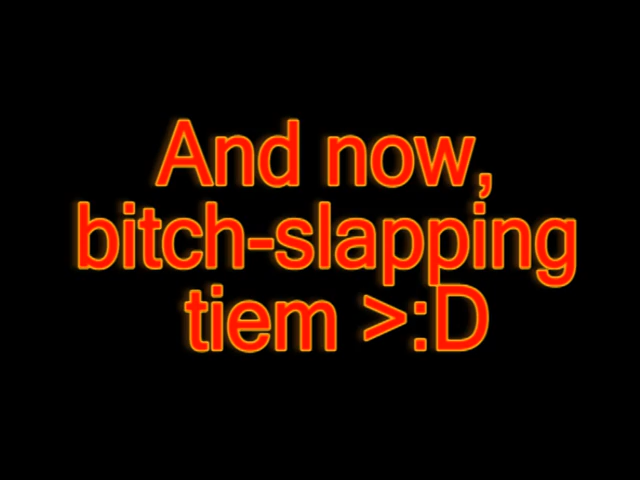 And now,
bitch-slapping
tiem >:D